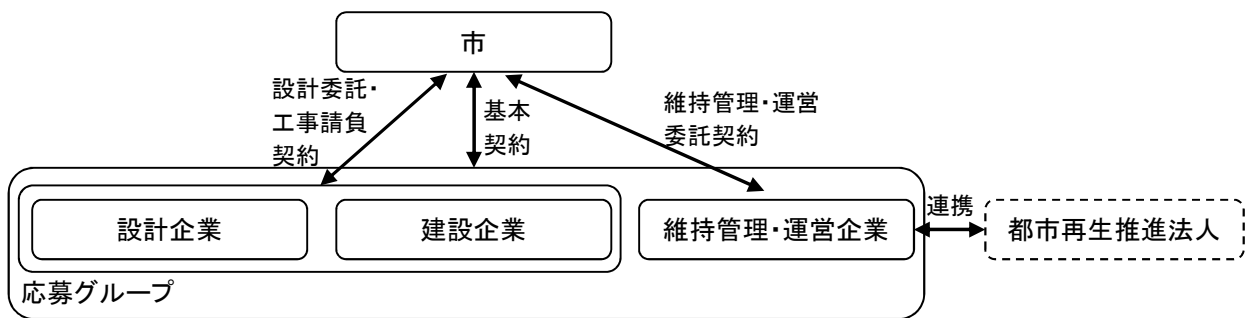 市
設計委託・
工事請負
契約
基本
契約
維持管理・運営
委託契約
設計企業
建設企業
維持管理・運営企業
連携
都市再生推進法人
応募グループ